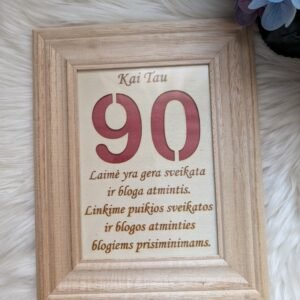 Kai Tau
90
Laimė yra gera sveikata
ir bloga atmintis.
Linkime puikios sveikatos
ir blogos atminties
blogiems prisiminimams.